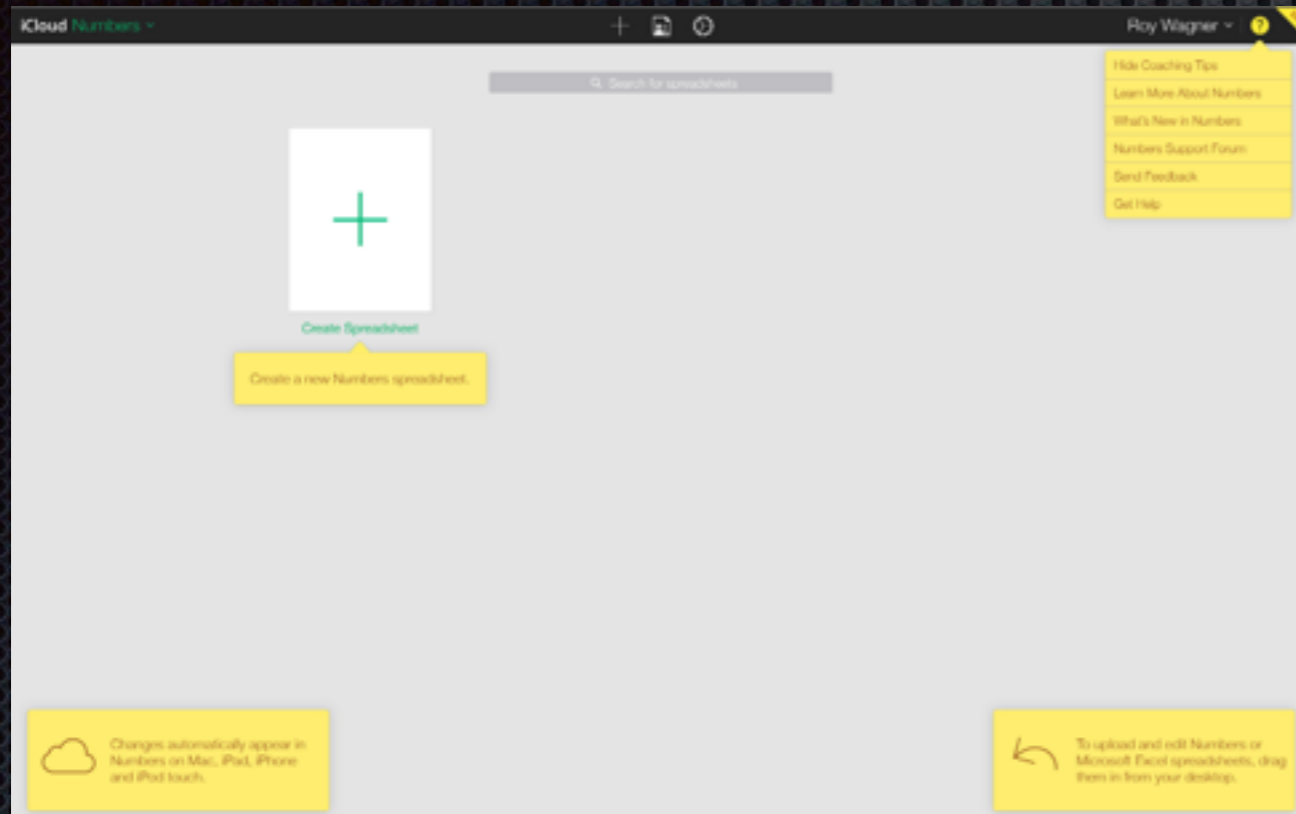 iCloud Numbers
Roy Wagner
?
Search for spreadsheets
Hide Coaching Tips
Learn More About Numbers
What's New in Numbers
Numbers Support Forum
Send Feedback
Get Help
Create Spreadsheet
Create a new Numbers spreadsheet.
Changes automatically appear in
Numbers on Mac, iPad, iPhone
and iPod touch.
To upload and edit Numbers or
Microsoft Excel spreadsheets, drag
them in from your desktop.